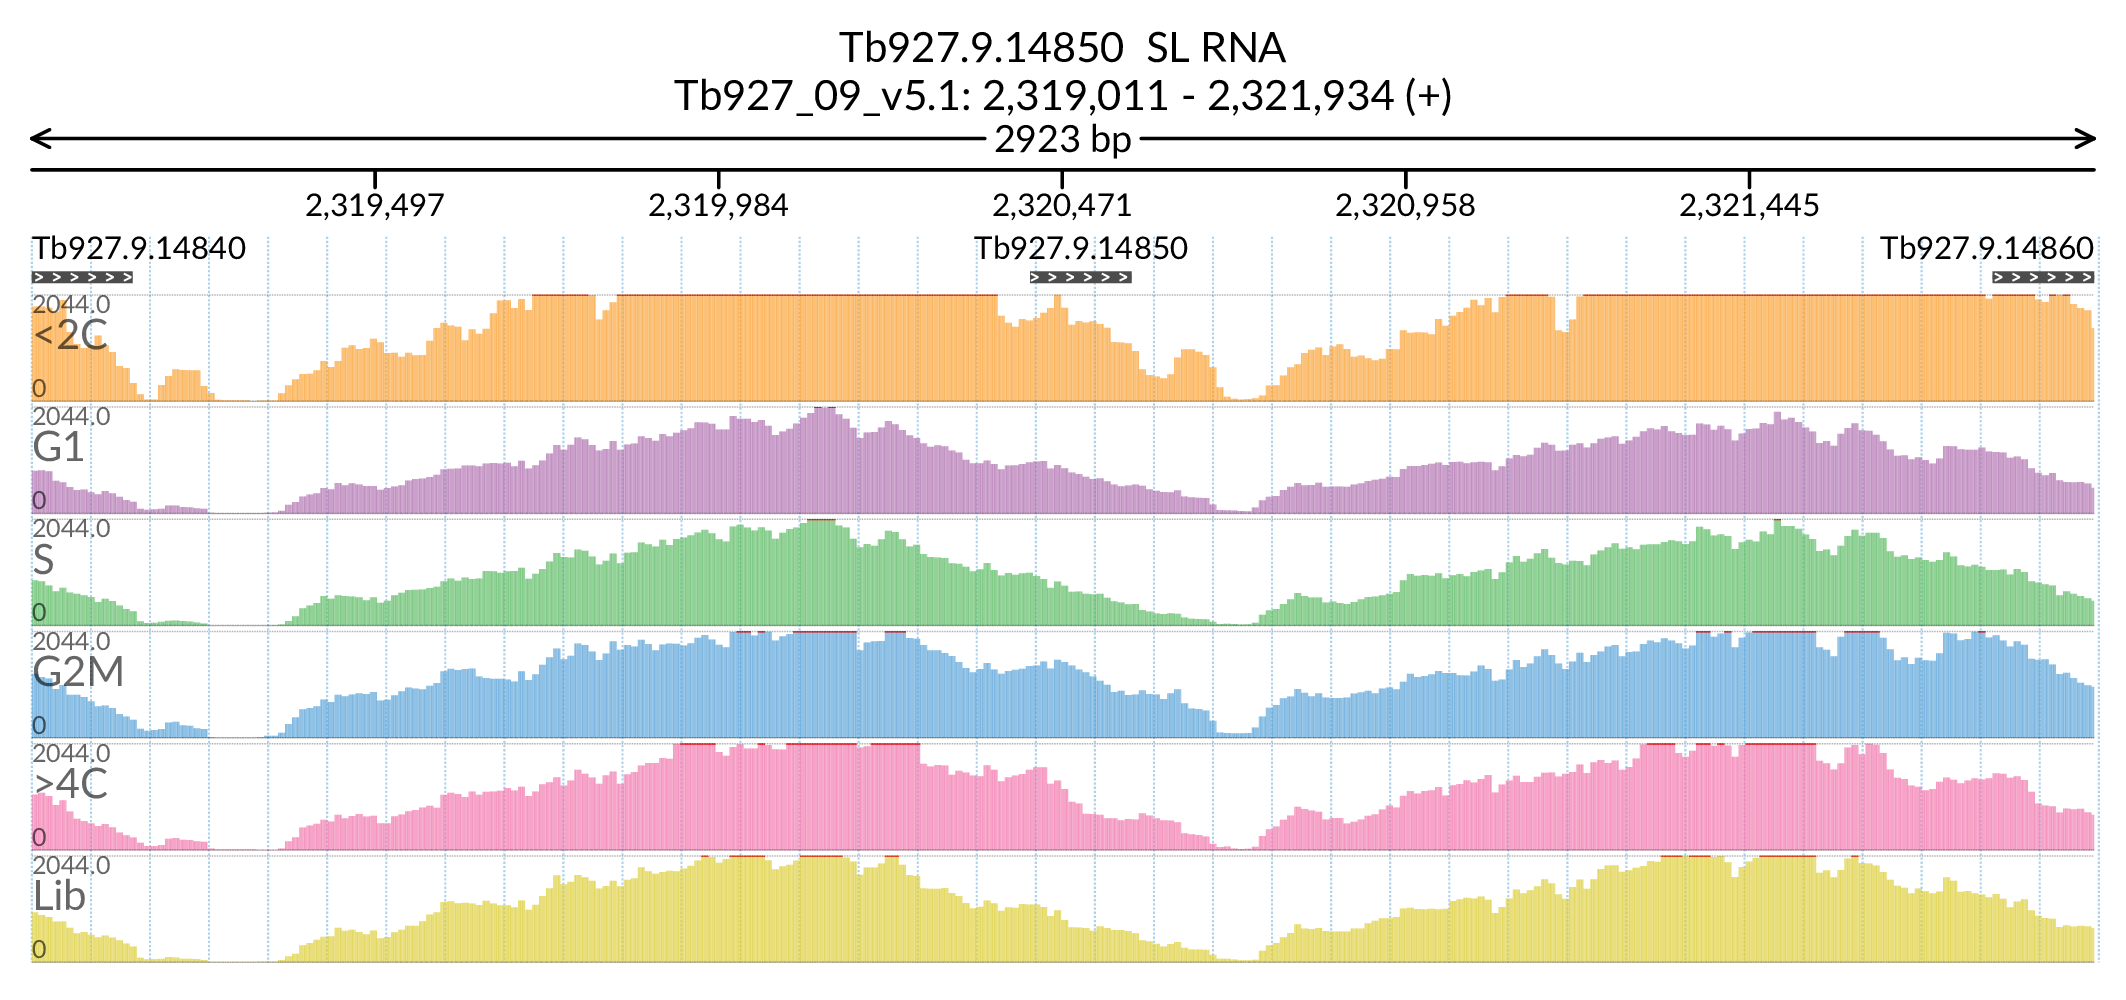 Tb927.9.14850  SL RNA
Tb927_09_v5.1: 2,319,011 - 2,321,934 (+)
2923 bp
2,319,497 2,319,984 2,320,471 2,320,958 2,321,445
Tb927.9.14840 Tb927.9.14850 Tb927.9.14860
2044.0
<2C
0
2044.0
G1
0
2044.0
S
0
2044.0
G2M
0
2044.0
>4C
0
2044.0
Lib
0